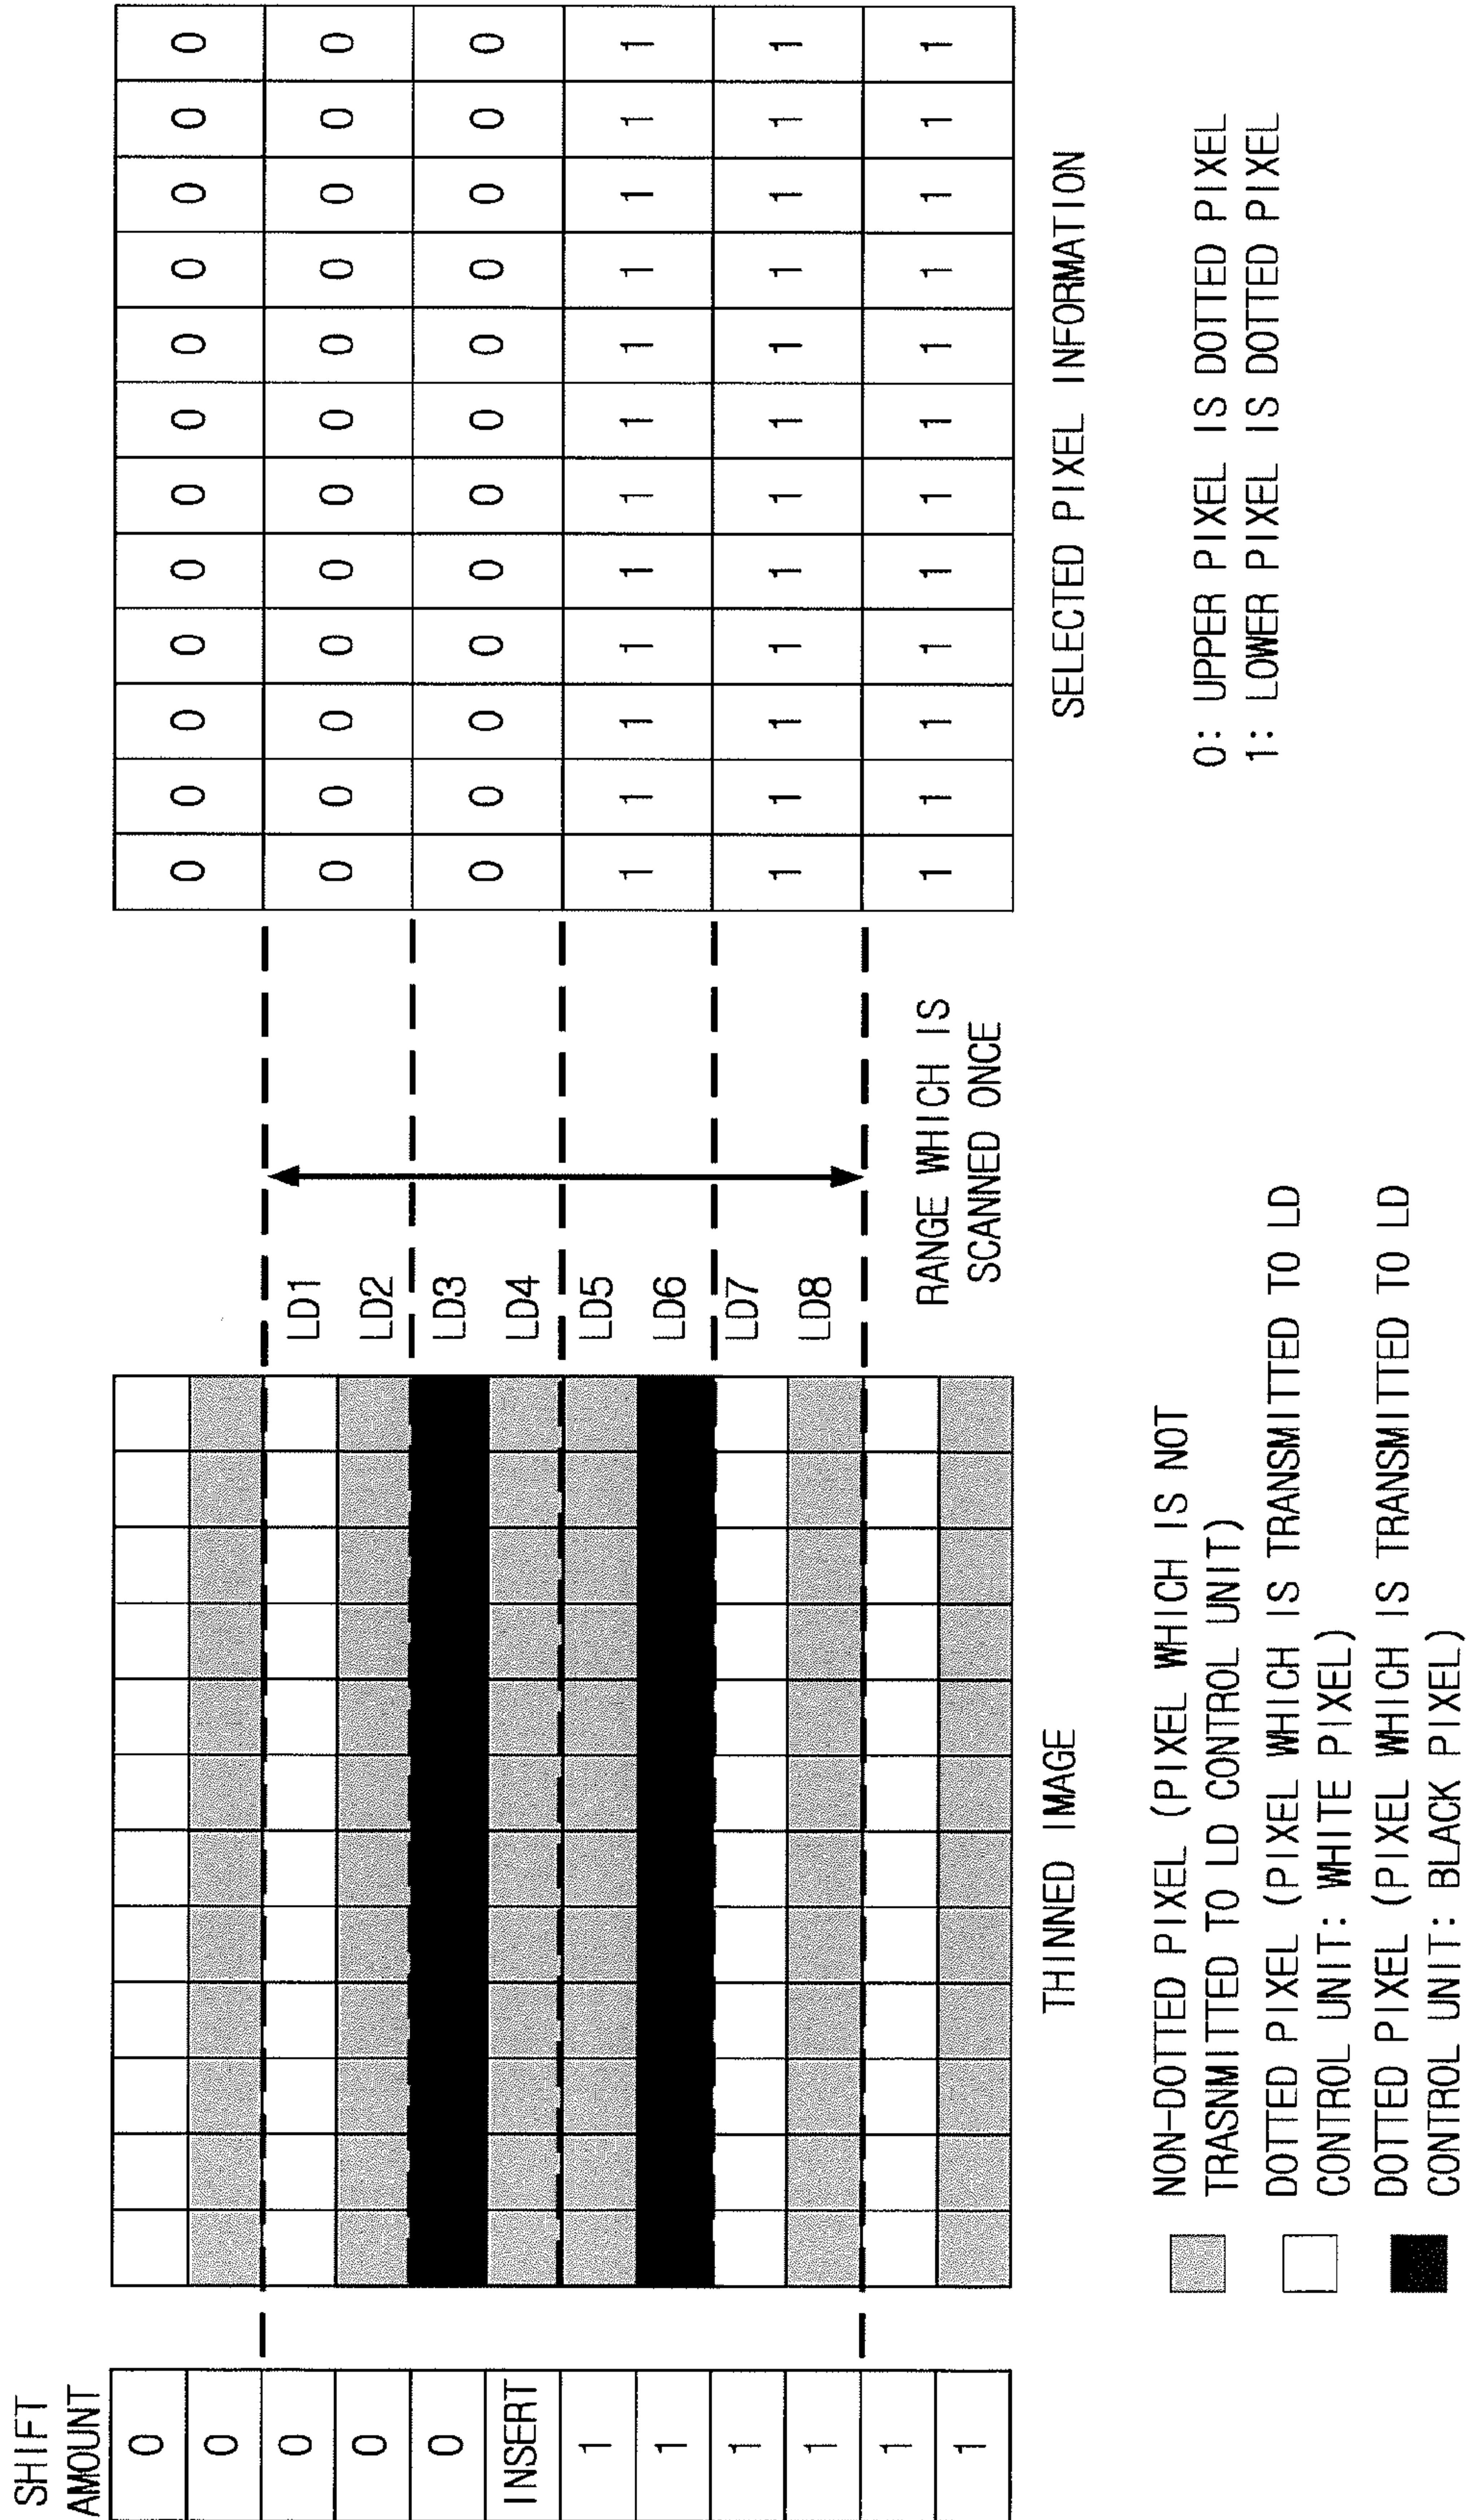 SHIFT
AMOUNT
0
0
0
0
0
INSERT
1
1
1
1
1
1
LD1
LD2
LD3
LD4
LD5
LD6
LD7
LD8
RANGE WHICH IS
SCANNED ONCE
0 0 0 0 0 0 0 0 0 0 0 0
0 0 0 0 0 0 0 0 0 0 0 0
0 0 0 0 0 0 0 0 0 0 0 0
1 1 1 1 1 1 1 1 1 1 1 1
1 1 1 1 1 1 1 1 1 1 1 1
1 1 1 1 1 1 1 1 1 1 1 1
THINNED IMAGE
SELECTED PIXEL INFORMATION
NON-DOTTED PIXEL (PIXEL WHICH IS NOT
TRASNMITTED TO LD CONTROL UNIT)
DOTTED PIXEL (PIXEL WHICH IS TRANSMITTED TO LD
CONTROL UNIT: WHITE PIXEL)
DOTTED PIXEL (PIXEL WHICH IS TRANSMITTED TO LD
CONTROL UNIT: BLACK PIXEL)
0: UPPER PIXEL IS DOTTED PIXEL
1: LOWER PIXEL IS DOTTED PIXEL